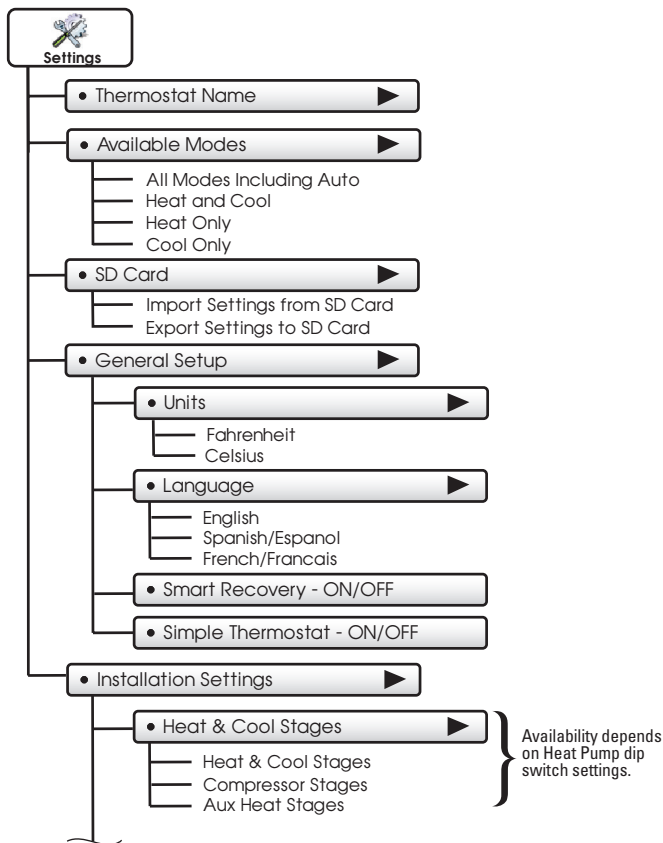 Settings
• Thermostat Name
• Available Modes
All Modes Including Auto
Heat and Cool
Heat Only
Cool Only
• SD Card
Import Settings from SD Card
Export Settings to SD Card
• General Setup
• Units
Fahrenheit
Celsius
• Language
English
Spanish/Espanol
French/Francais
• Smart Recovery - ON/OFF
• Simple Thermostat - ON/OFF
• Installation Settings
• Heat & Cool Stages
Heat & Cool Stages
Compressor Stages
Aux Heat Stages
Availability depends
on Heat Pump dip
switch settings.